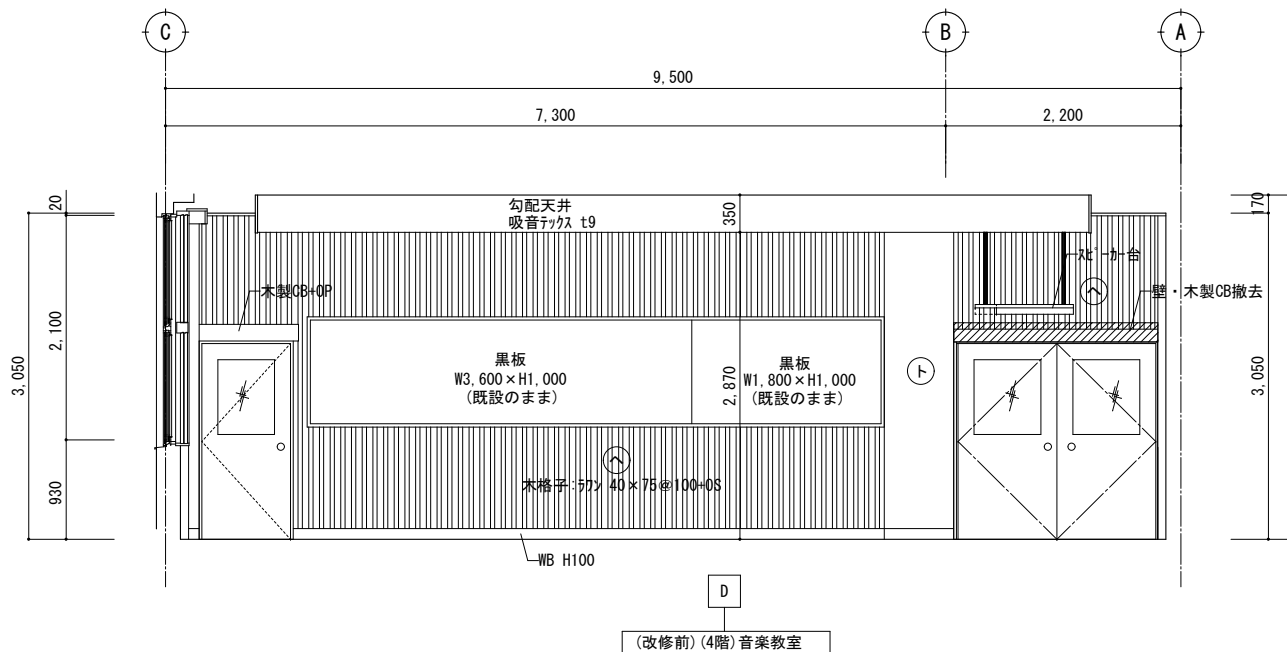 C
B
A
9,500
7,300
2,200
20
2,100
3,050
930
勾配天井
吸音テックス t9
350
170
スピーカー台
ヘ
壁・木製CB撤去
木製CB+OP
黒板
W3,600×H1,000
(既設のまま)
黒板
W1,800×H1,000
(既設のまま)
2,870
ト
3,050
ヘ
木格子:ラワン 40×75@100+OS
WB H100
D
(改修前)(4階)音楽教室